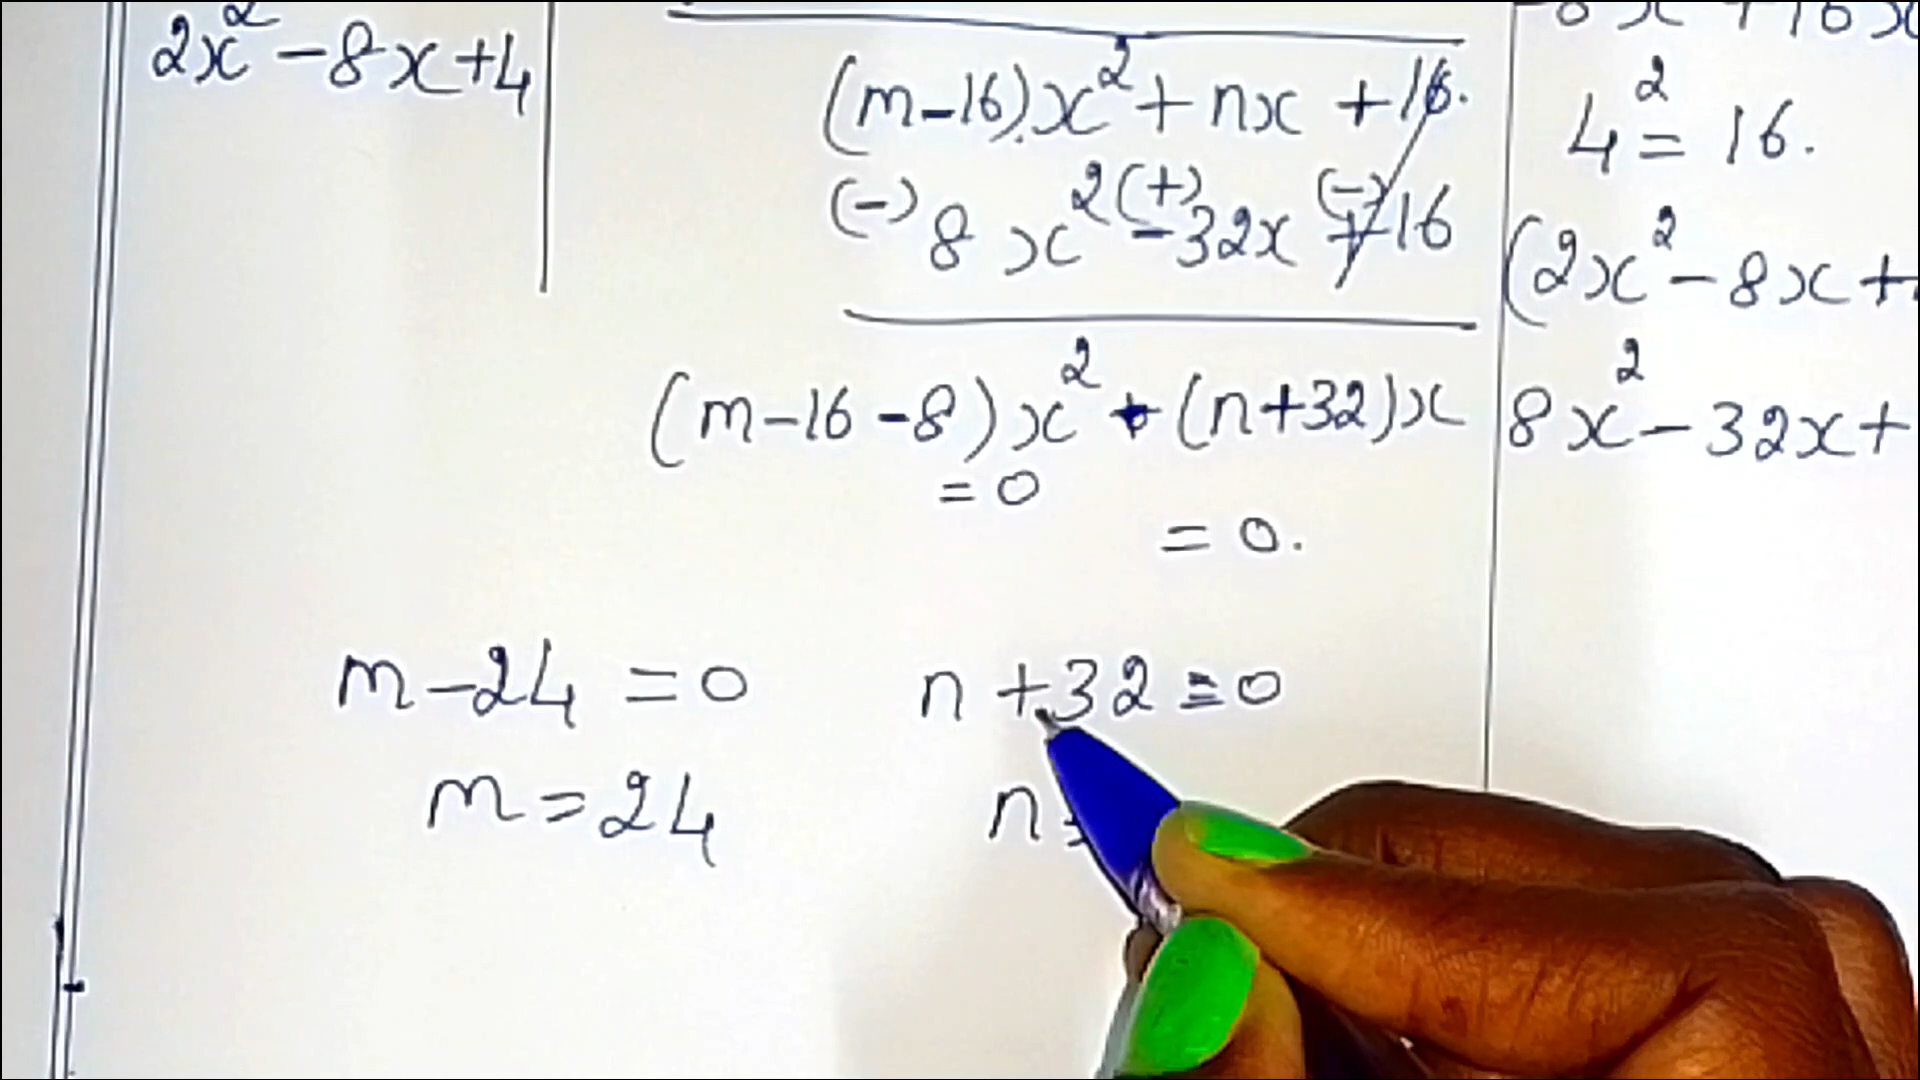 2x² - 8x + 4
(m-16)x² + nx + 16.
(-) 8x² (+) - 32x (-) + 16
(m-16-8)x² + (n+32)x
= 0
= 0.
m - 24 = 0
n + 32 = 0
m = 24
n =
4² = 16.
(2x² - 8x +
8x² - 32x +